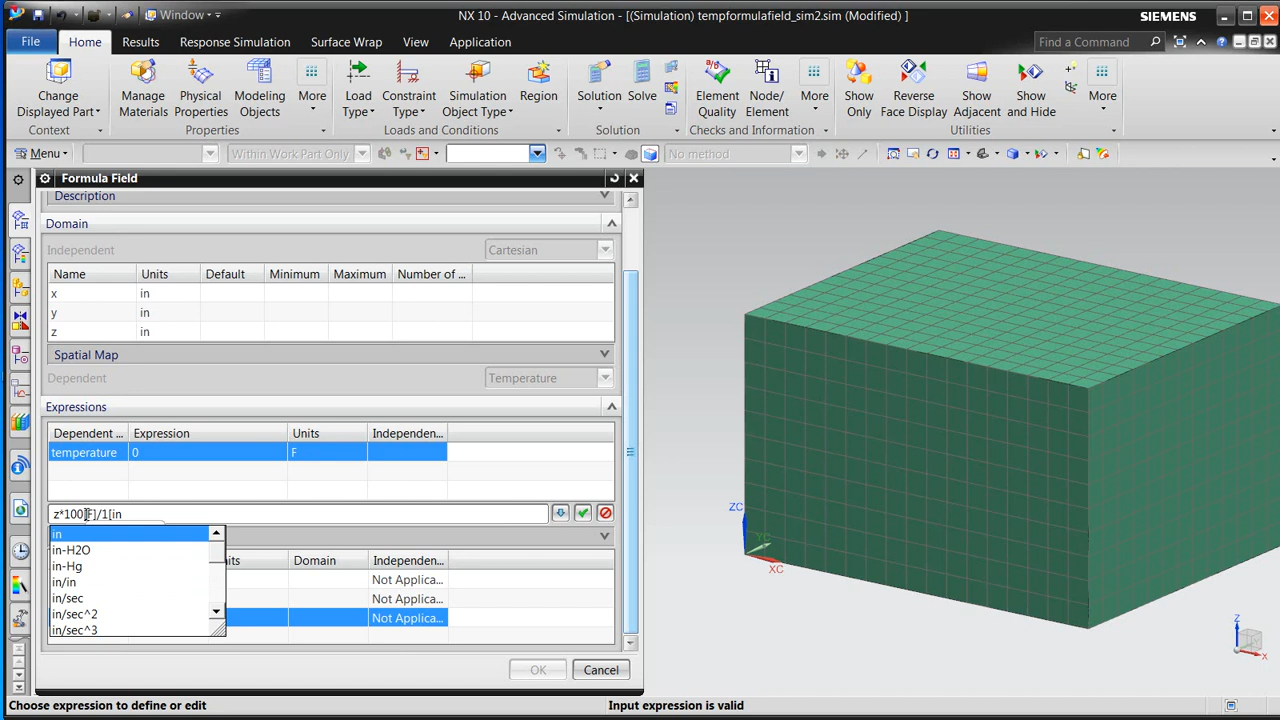 Window
NX 10 - Advanced Simulation - [(Simulation) tempformulafield_sim2.sim (Modified) ]
SIEMENS
File Home Results Response Simulation Surface Wrap View Application Find a Command
Change Displayed Part
Manage Materials
Physical Properties
Modeling Objects
More
Load Type
Constraint Type
Simulation Object Type
Region
Solution
Solve
Element Quality
Node/ Element
More
Show Only
Reverse Face Display
Show Adjacent
Show and Hide
More
Context Properties Loads and Conditions Solution Checks and Information Utilities
Menu Within Work Part Only No method
Formula Field
Description
Domain
Independent Cartesian
Name Units Default Minimum Maximum Number of ...
x in
y in
z in
Spatial Map
Dependent Temperature
Expressions
Dependent ... Expression Units Independen...
temperature 0 F
z*100[F]/1[in
in
in-H2O
in-Hg
in/in
in/sec
in/sec^2
in/sec^3
Domain Independen...
Not Applica...
Not Applica...
Not Applica...
OK Cancel
ZC
YC
XC
Z
X
Choose expression to define or edit Input expression is valid